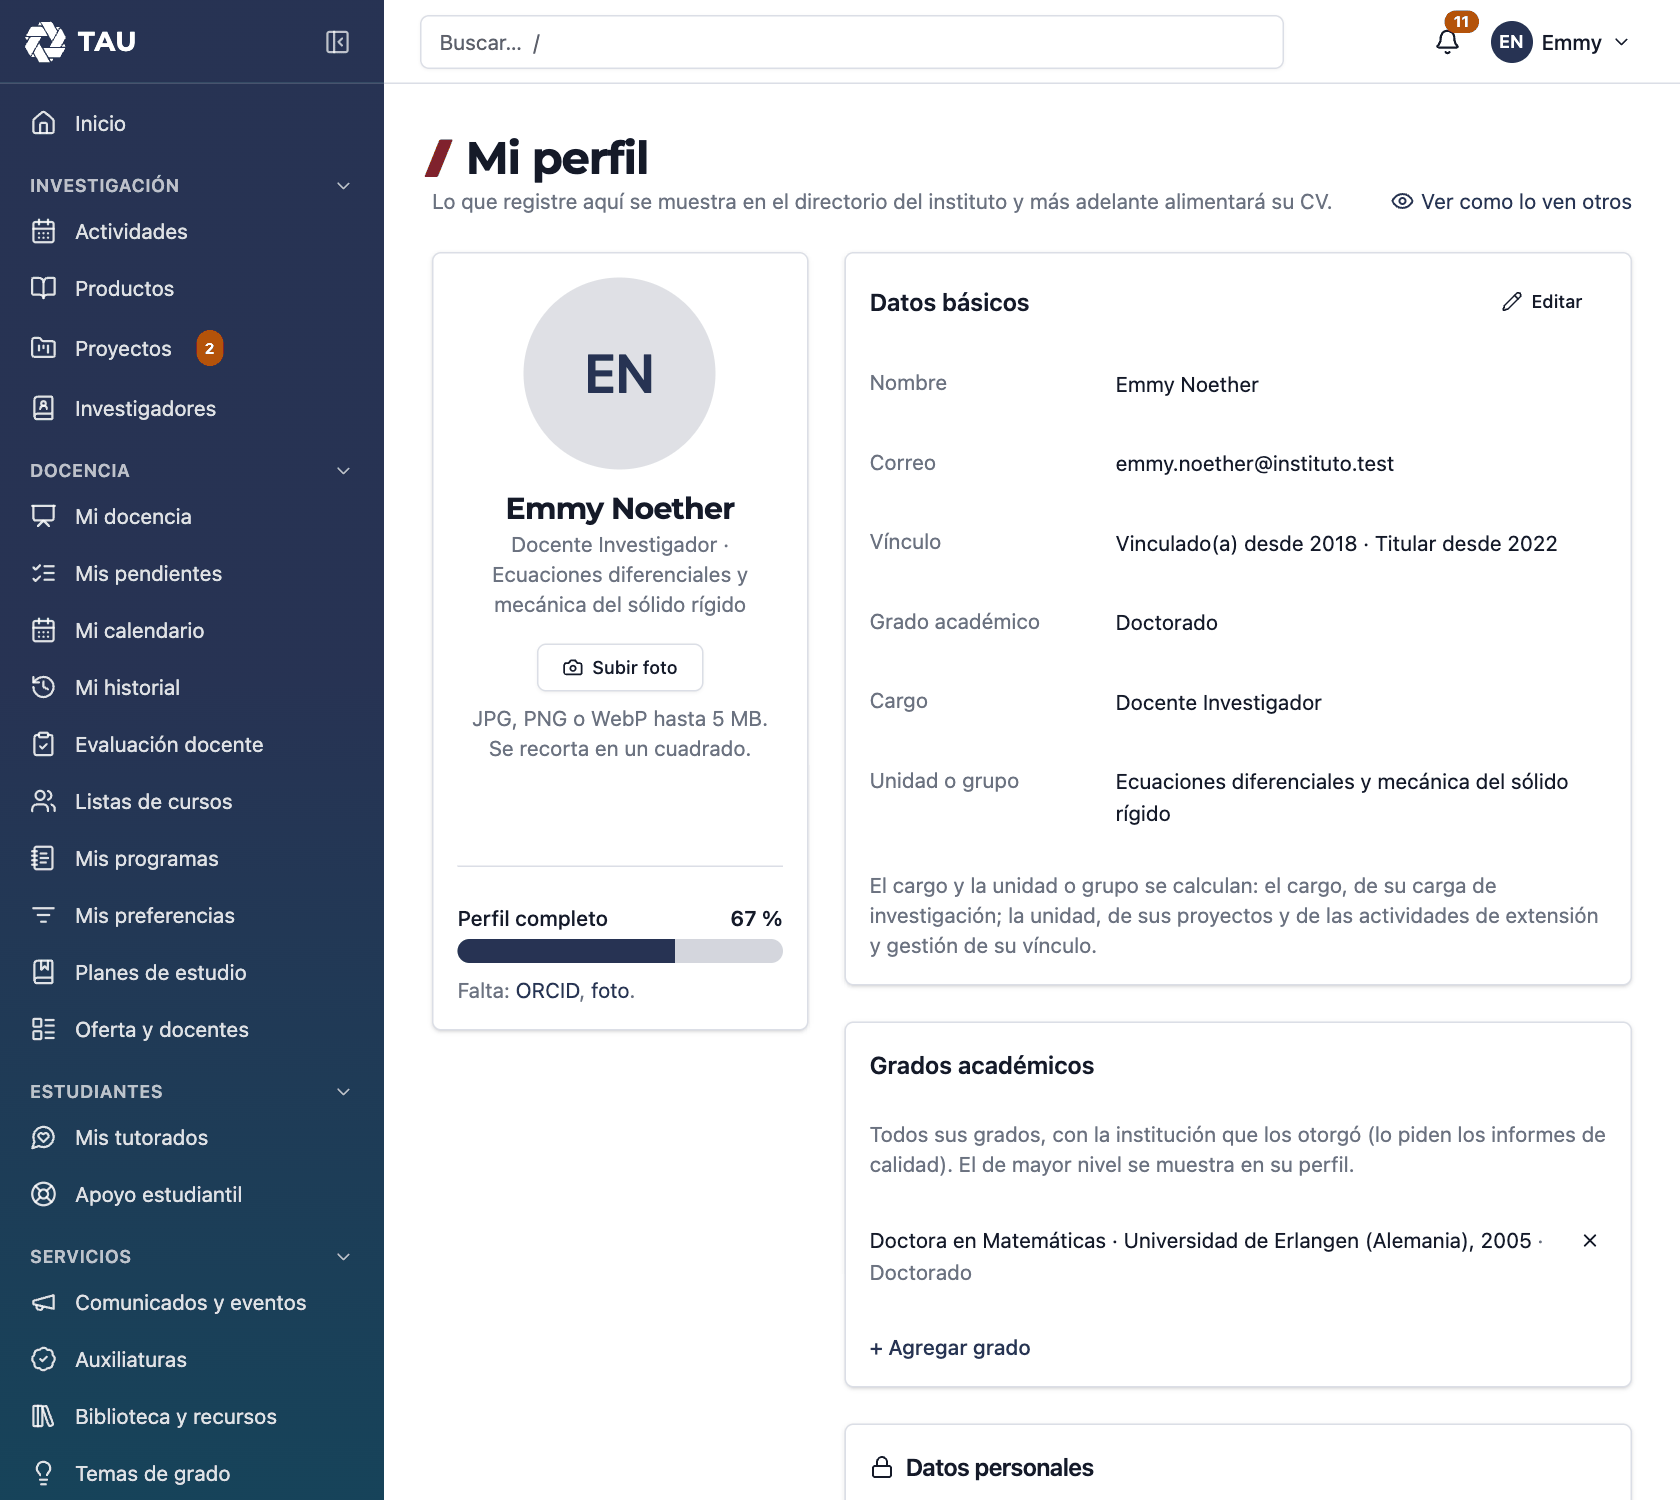 TAU
Buscar... /
11
EN
Emmy
Inicio
INVESTIGACIÓN
Actividades
Productos
Proyectos 2
Investigadores
DOCENCIA
Mi docencia
Mis pendientes
Mi calendario
Mi historial
Evaluación docente
Listas de cursos
Mis programas
Mis preferencias
Planes de estudio
Oferta y docentes
ESTUDIANTES
Mis tutorados
Apoyo estudiantil
SERVICIOS
Comunicados y eventos
Auxiliaturas
Biblioteca y recursos
Temas de grado
Mi perfil
Lo que registre aquí se muestra en el directorio del instituto y más adelante alimentará su CV.
Ver como lo ven otros
EN
Emmy Noether
Docente Investigador ·
Ecuaciones diferenciales y
mecánica del sólido rígido
Subir foto
JPG, PNG o WebP hasta 5 MB.
Se recorta en un cuadrado.
Perfil completo 67 %
Falta: ORCID, foto.
Datos básicos
Editar
Nombre Emmy Noether
Correo emmy.noether@instituto.test
Vínculo Vinculado(a) desde 2018 · Titular desde 2022
Grado académico Doctorado
Cargo Docente Investigador
Unidad o grupo Ecuaciones diferenciales y mecánica del sólido
rígido
El cargo y la unidad o grupo se calculan: el cargo, de su carga de
investigación; la unidad, de sus proyectos y de las actividades de extensión
y gestión de su vínculo.
Grados académicos
Todos sus grados, con la institución que los otorgó (lo piden los informes de
calidad). El de mayor nivel se muestra en su perfil.
Doctora en Matemáticas · Universidad de Erlangen (Alemania), 2005 ·
Doctorado
+ Agregar grado
Datos personales